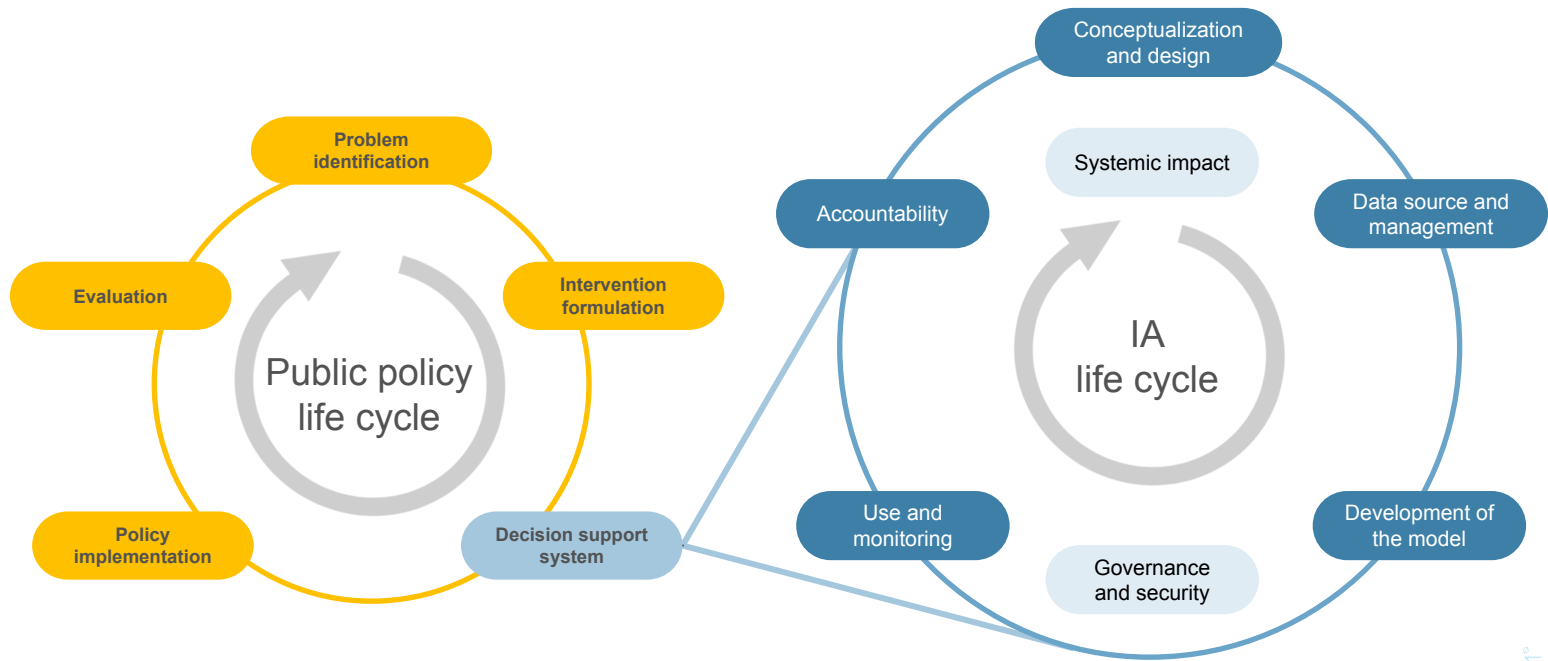 Problem
identification
Intervention
formulation
Decision support
system
Policy
implementation
Evaluation
Public policy
life cycle
Conceptualization
and design
Data source and
management
Development of
the model
Use and
monitoring
Accountability
Systemic impact
IA
life cycle
Governance
and security